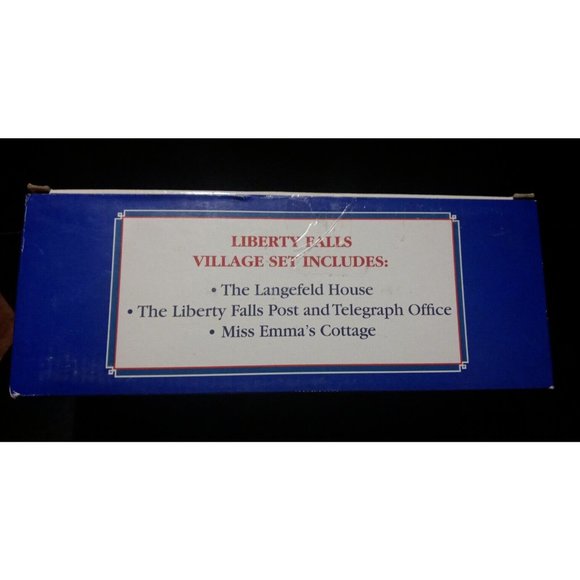 LIBERTY FALLS
VILLAGE SET INCLUDES:
• The Langefeld House
• The Liberty Falls Post and Telegraph Office
• Miss Emma's Cottage